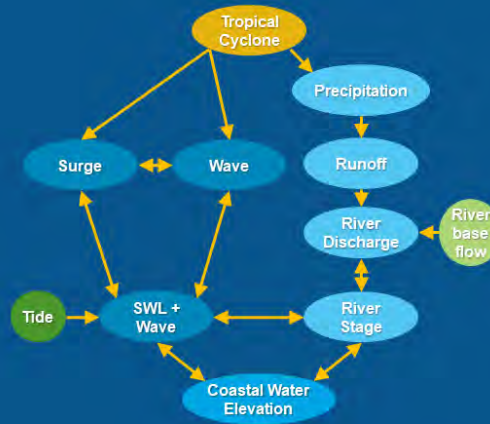 Tropical
Cyclone
Precipitation
Surge
Wave
Runoff
River
Discharge
River
base
flow
Tide
SWL +
Wave
River
Stage
Coastal Water
Elevation